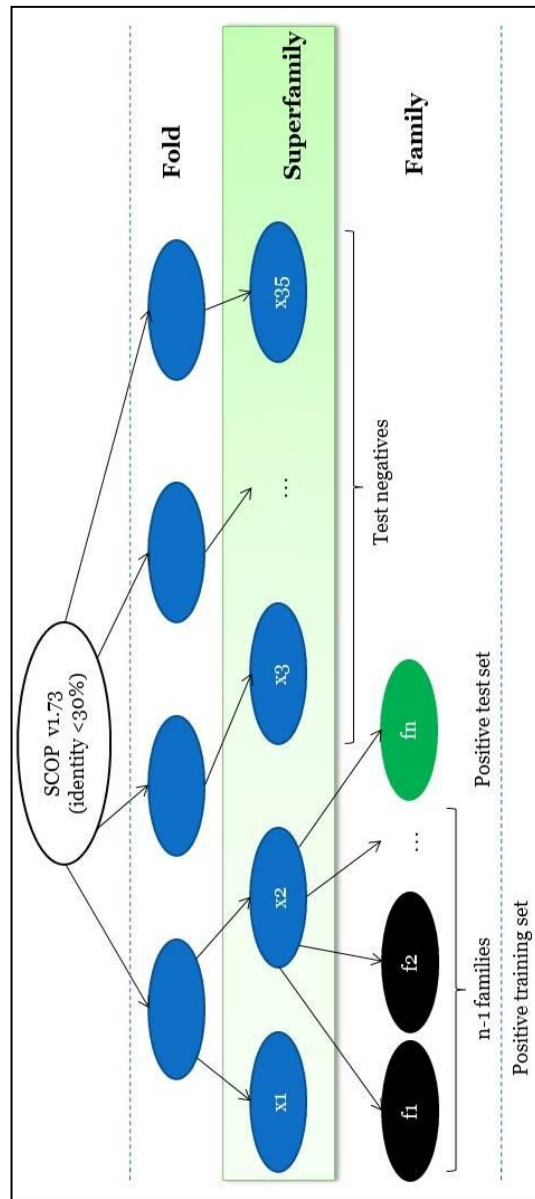 SCOP v1.73
(identity <30%)
Fold
x1
x2
x3
...
x35
Superfamily
f1
f2
...
fn
Family
Test negatives
n-1 families
Positive test set
Positive training set